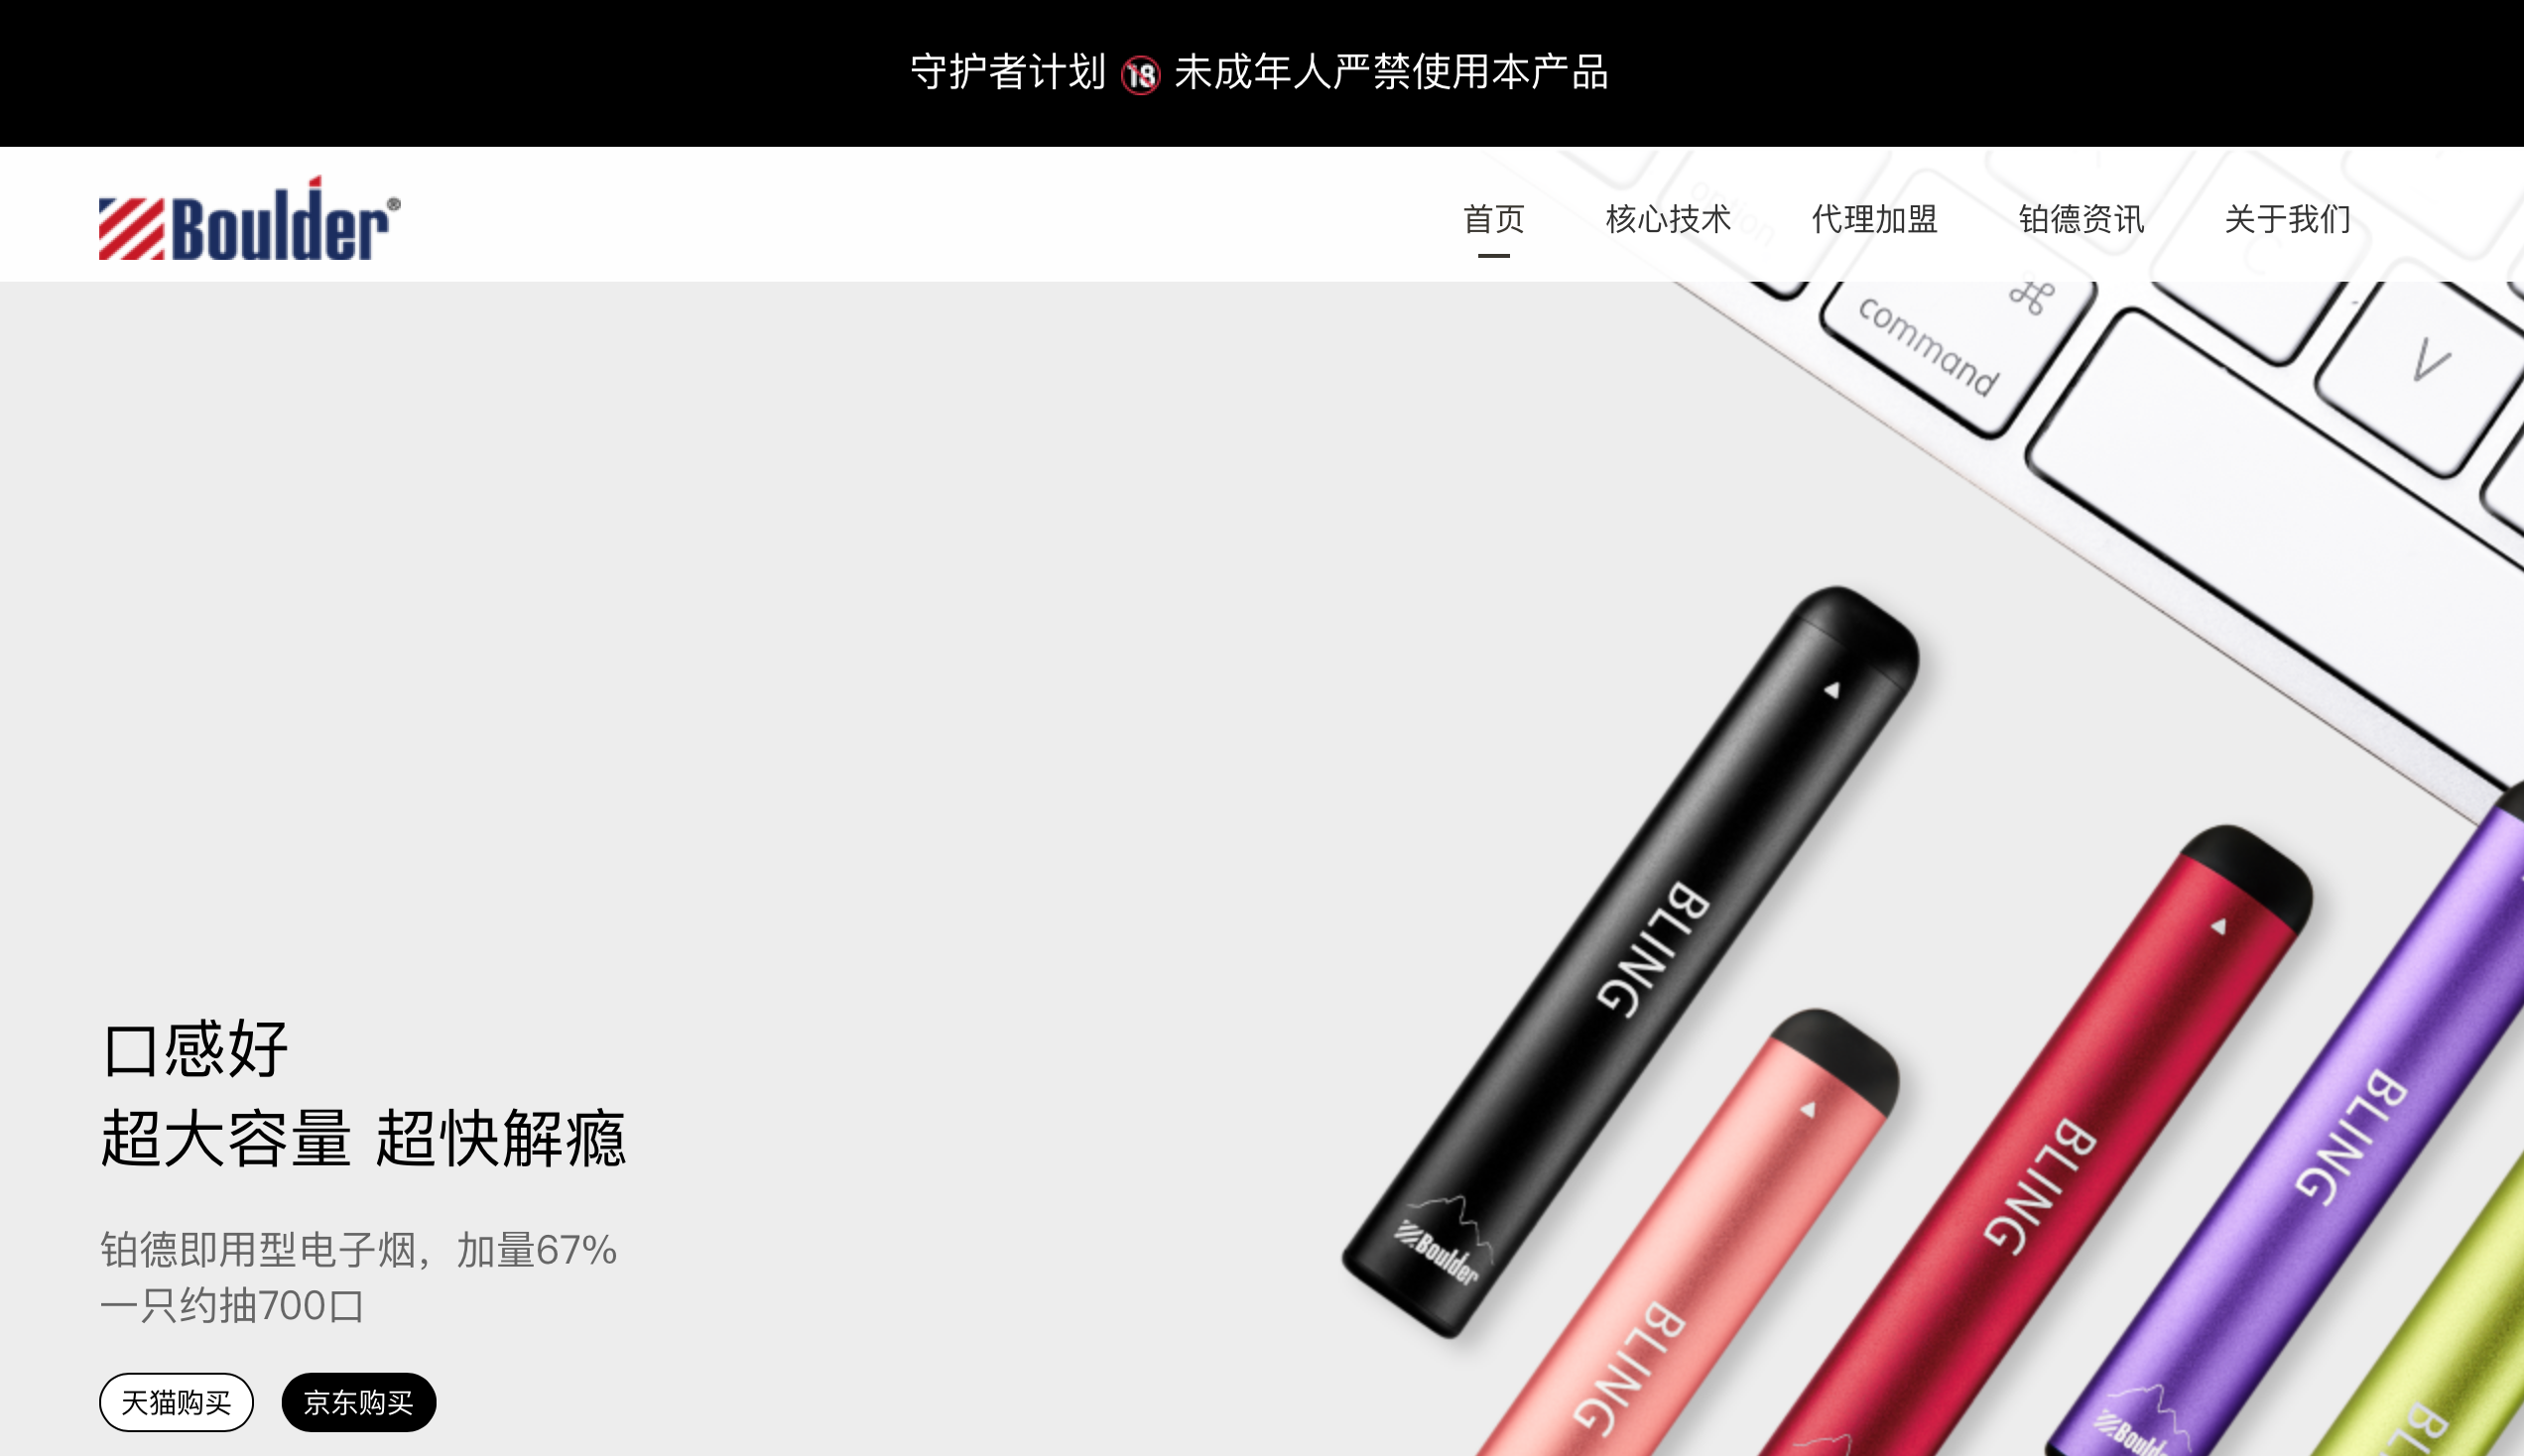 守护者计划 🔞 未成年人严禁使用本产品
Boulder®
首页 核心技术 代理加盟 铂德资讯 关于我们
option
⌘
command
C
V
BLING
Boulder
BLING
BLING
BLING
Boulder
BL
口感好
超大容量 超快解瘾
铂德即用型电子烟，加量67%
一只约抽700口
天猫购买 京东购买